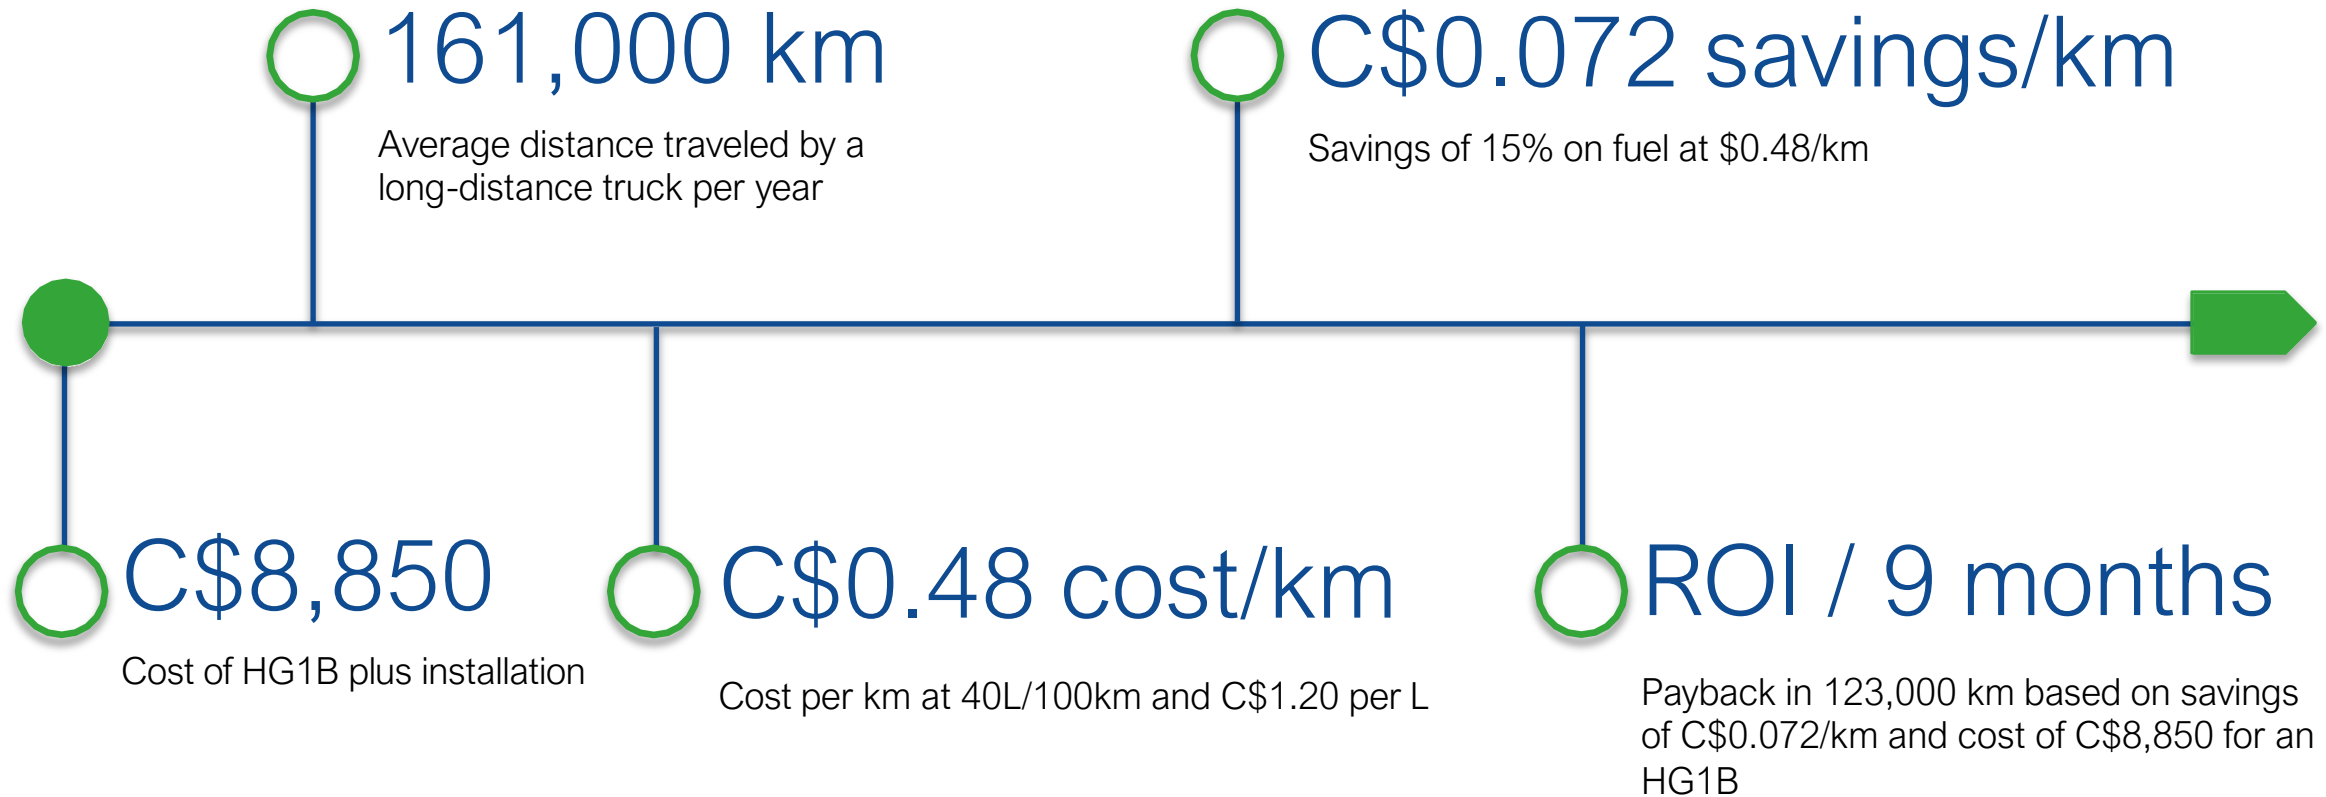 161,000 km
Average distance traveled by a
long-distance truck per year
C$0.072 savings/km
Savings of 15% on fuel at $0.48/km
C$8,850
Cost of HG1B plus installation
C$0.48 cost/km
Cost per km at 40L/100km and C$1.20 per L
ROI / 9 months
Payback in 123,000 km based on savings
of C$0.072/km and cost of C$8,850 for an
HG1B